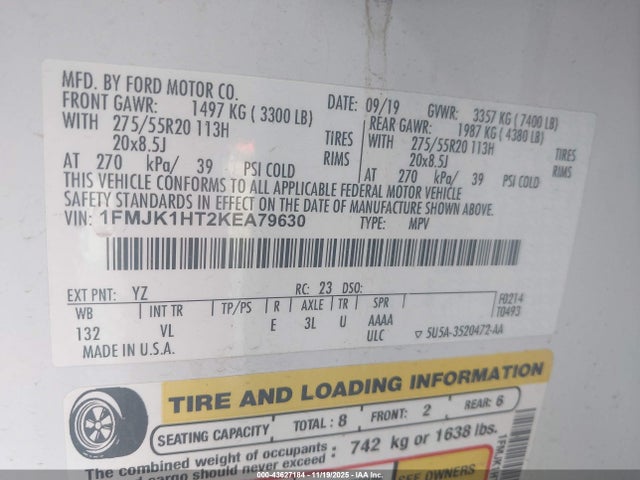 MFD. BY FORD MOTOR CO.
DATE: 09/19 GVWR: 3357 KG ( 7400 LB)
FRONT GAWR: 1497 KG ( 3300 LB) REAR GAWR: 1987 KG ( 4380 LB)
WITH 275/55R20 113H TIRES WITH 275/55R20 113H TIRES
20x8.5J RIMS 20x8.5J RIMS
AT 270 kPa/ 39 PSI COLD AT 270 kPa/ 39 PSI COLD
THIS VEHICLE CONFORMS TO ALL APPLICABLE FEDERAL MOTOR VEHICLE
SAFETY STANDARDS IN EFFECT ON THE DATE OF MANUFACTURE SHOWN ABOVE.
VIN: 1FMJK1HT2KEA79630 TYPE: MPV
EXT PNT: YZ RC: 23 DSO:
WB INT TR TP/PS R AXLE TR SPR F0214
132 VL E 3L U AAAA T0493
ULC ▽ 5U5A-3520472-AA
MADE IN U.S.A.
TIRE AND LOADING INFORMATION
SEATING CAPACITY TOTAL : 8 FRONT: 2 REAR: 6
The combined weight of occupants : 742 kg or 1638 lbs.
cargo should never exceed
SEE OWNERS
© - 43627184 - 11/19/2025 - IAAI.com